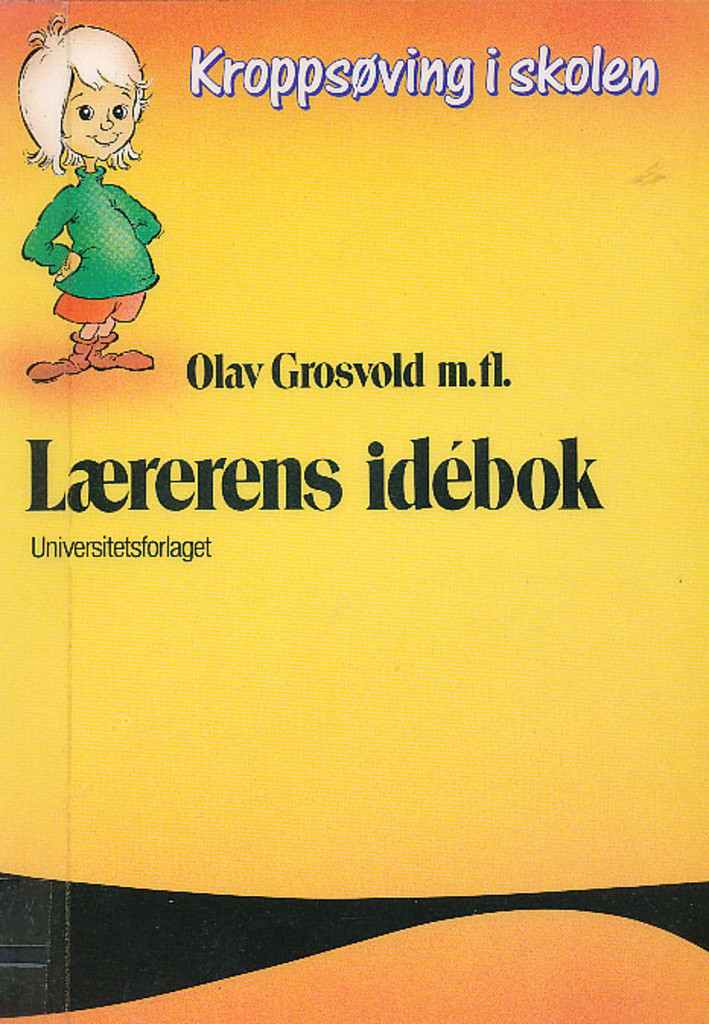 Kroppsøving i skolen
Olav Grosvold m.fl.
Lærerens idébok
Universitetsforlaget